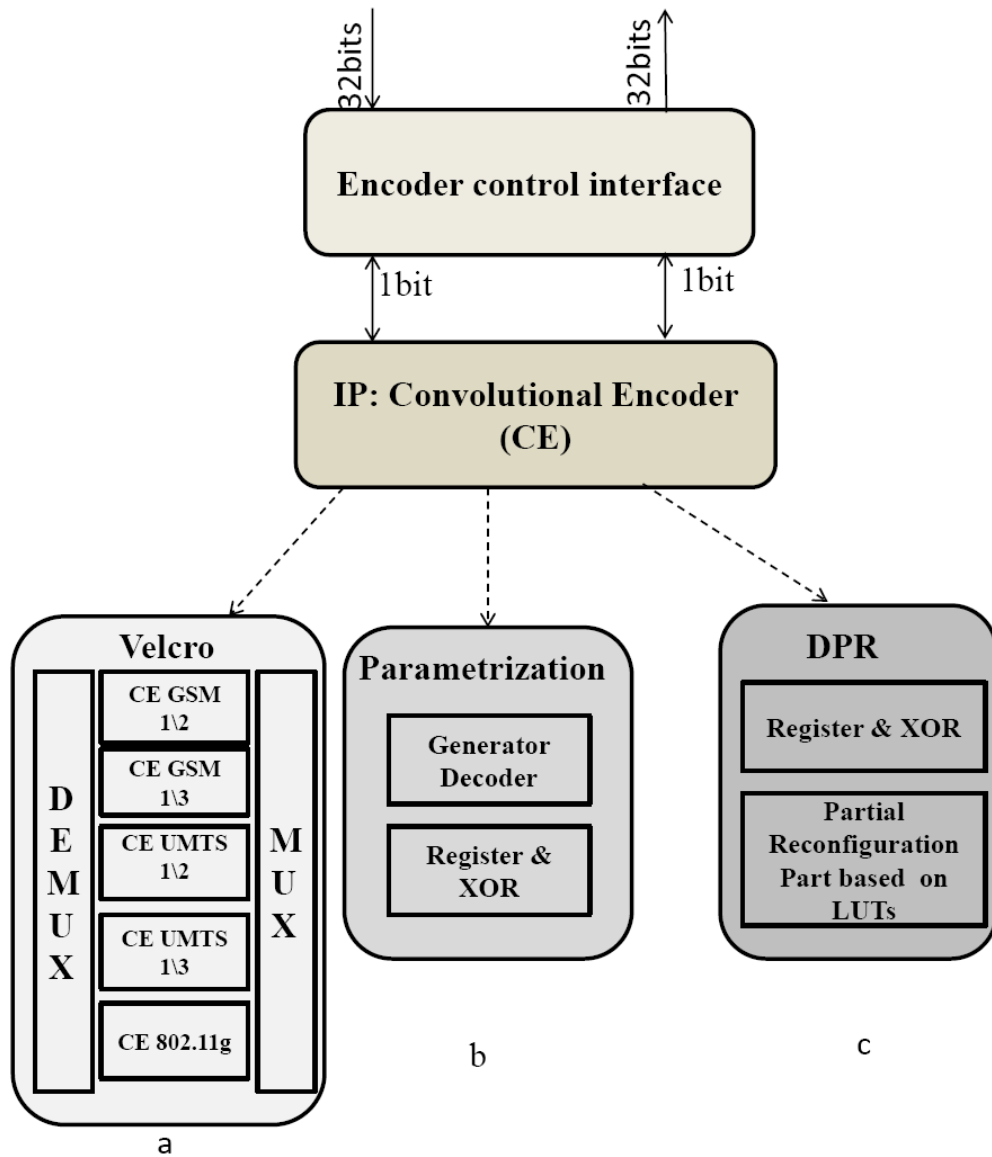 32bits
32bits
Encoder control interface
1bit
1bit
IP: Convolutional Encoder
(CE)
Velcro
DEMUX
CE GSM
1\2
CE GSM
1\3
CE UMTS
1\2
CE UMTS
1\3
CE 802.11g
MUX
a
Parametrization
Generator
Decoder
Register &
XOR
b
DPR
Register & XOR
Partial
Reconfiguration
Part based on
LUTs
c